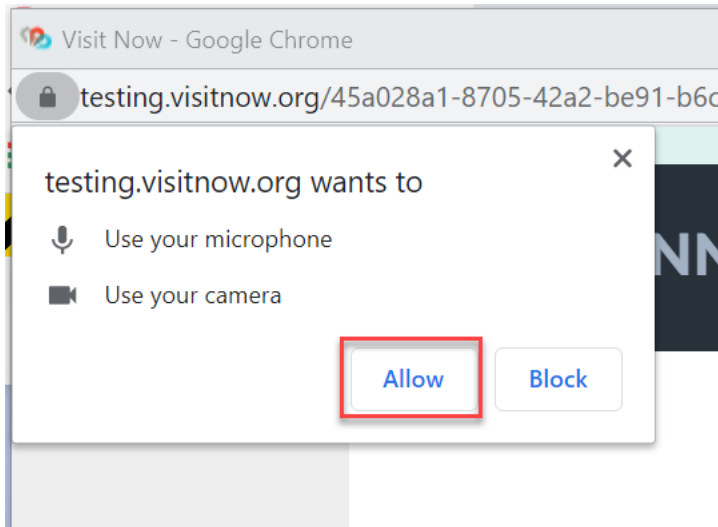 Visit Now - Google Chrome
testing.visitnow.org/45a028a1-8705-42a2-be91-b6c
testing.visitnow.org wants to
Use your microphone
NN
Use your camera
Allow Block